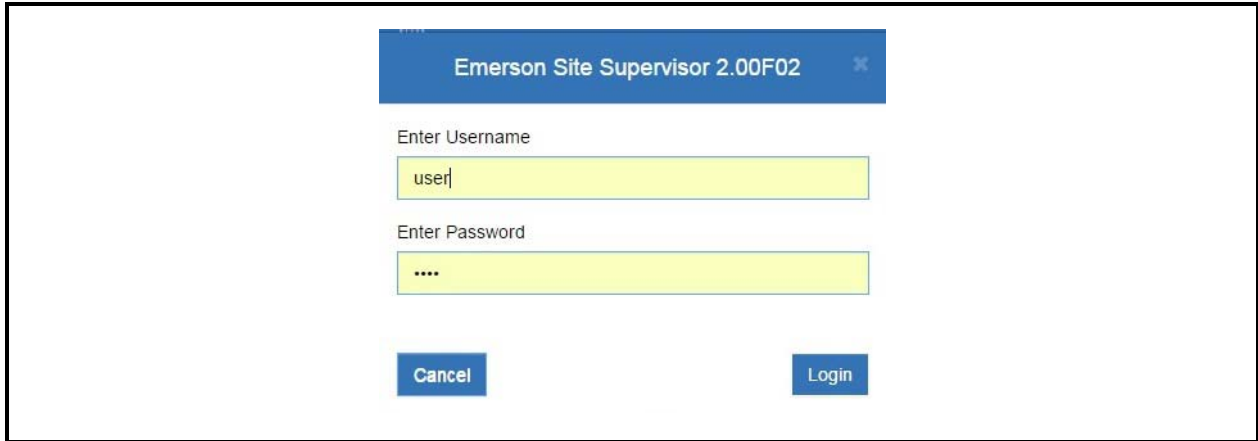 Emerson Site Supervisor 2.00F02
Enter Username
user
Enter Password
••••
Cancel Login